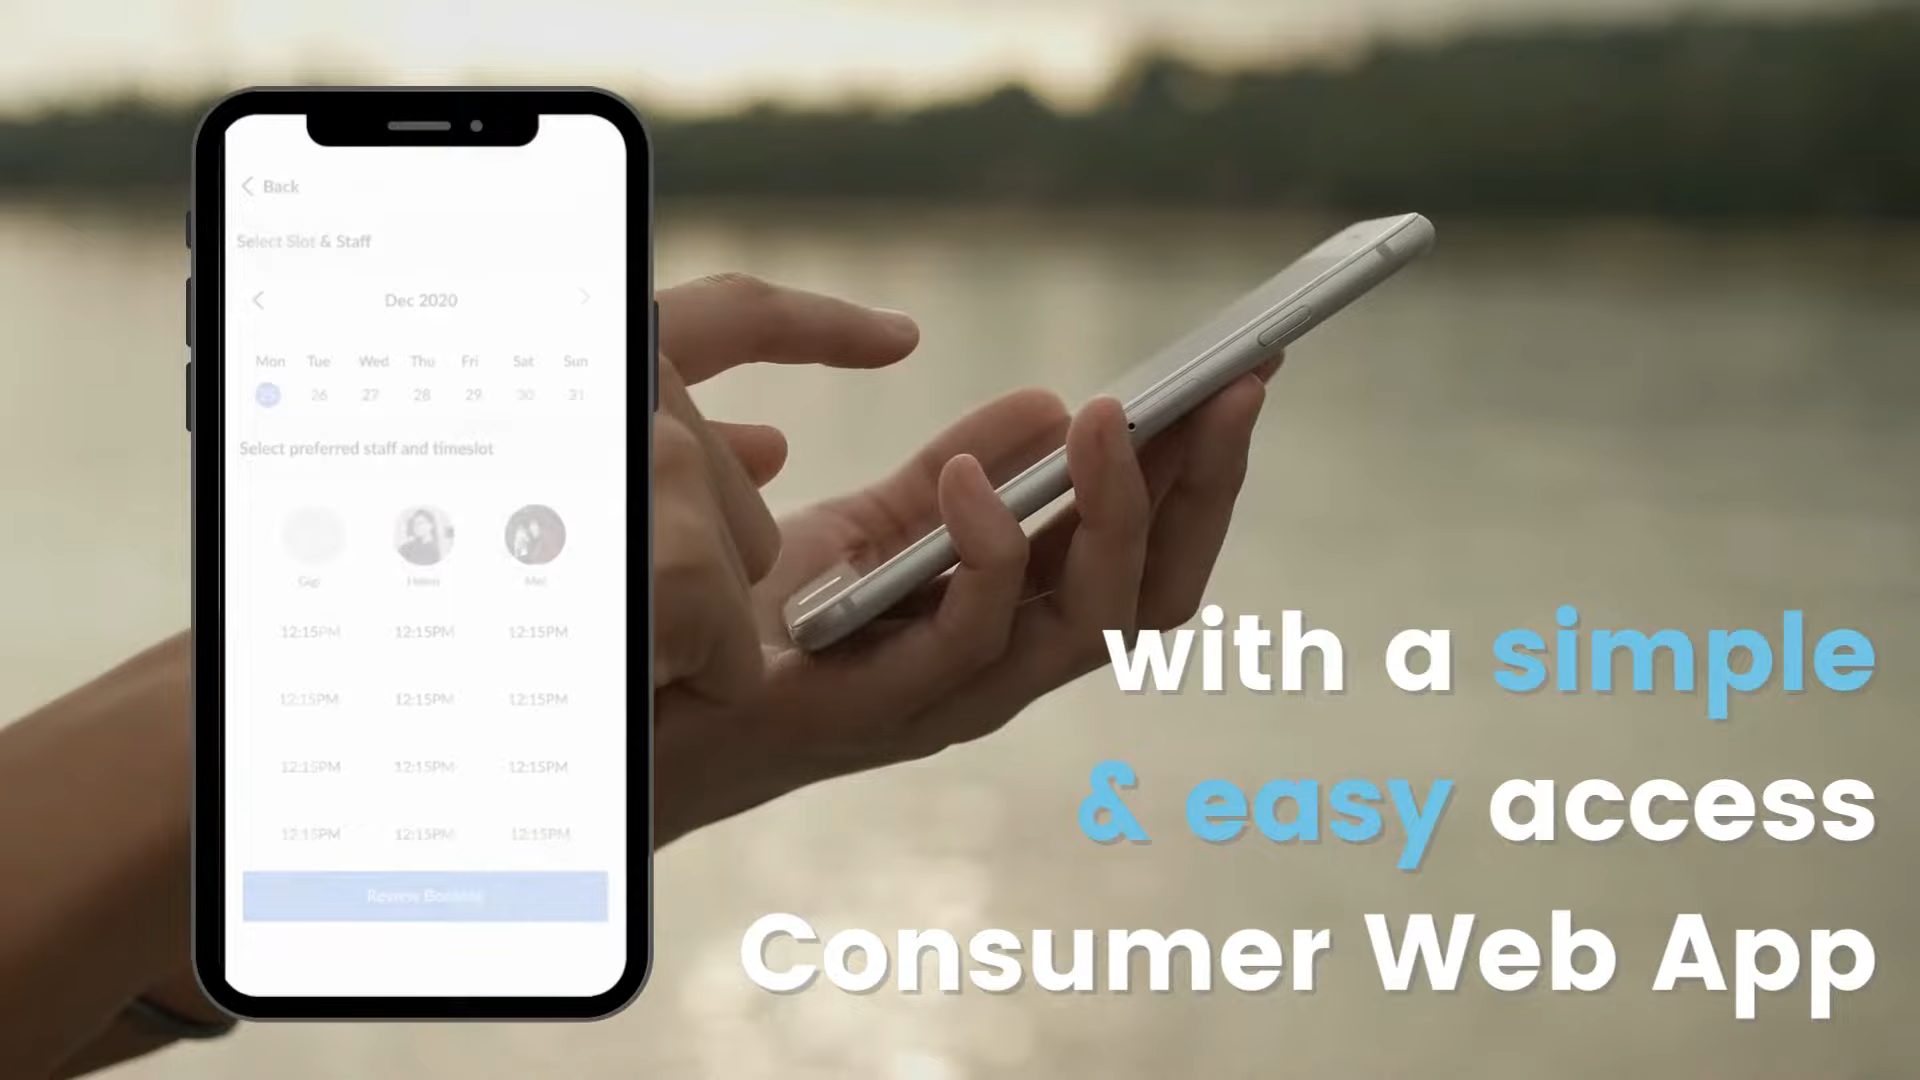 Back
Select Slot & Staff
Dec 2020
Mon Tue Wed Thu Fri Sat Sun
25 26 27 28 29 30 31
Select preferred staff and timeslot
Gigi Helen Mei
12:15PM 12:15PM 12:15PM
12:15PM 12:15PM 12:15PM
12:15PM 12:15PM 12:15PM
12:15PM 12:15PM 12:15PM
Review
with a simple
& easy access
Consumer Web App